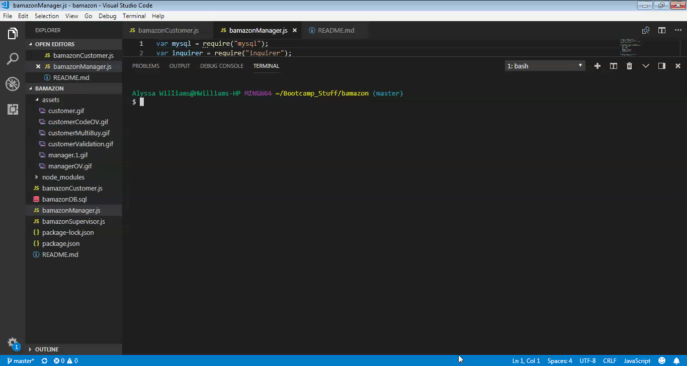 bamazonManager.js - bamazon - Visual Studio Code
File Edit Selection View Go Debug Terminal Help
EXPLORER
OPEN EDITORS
JS bamazonCustomer.js
JS bamazonManager.js
README.md
BAMAZON
assets
customer.gif
customerCodeOV.gif
customerMultiBuy.gif
customerValidation.gif
manager.1.gif
managerOV.gif
node_modules
JS bamazonCustomer.js
bamazonDB.sql
JS bamazonManager.js
JS bamazonSupervisor.js
{} package-lock.json
{} package.json
README.md
OUTLINE
JS bamazonCustomer.js JS bamazonManager.js README.md
1 var mysql = require("mysql");
2 var inquirer = require("inquirer");
PROBLEMS OUTPUT DEBUG CONSOLE TERMINAL 1: bash
Alyssa Williams@HWilliams-HP MINGW64 ~/Bootcamp_Stuff/bamazon (master)
$
1
master* 0 0 Ln 1, Col 1 Spaces: 4 UTF-8 CRLF JavaScript